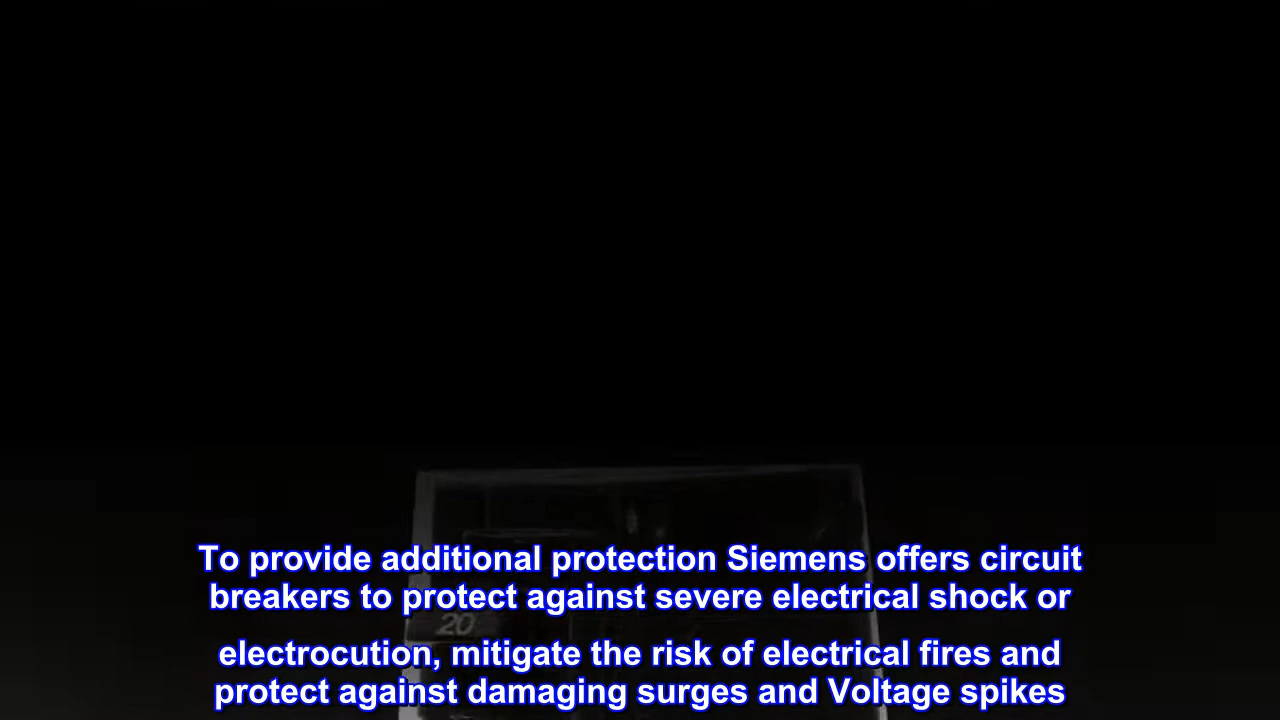 To provide additional protection Siemens offers circuit
breakers to protect against severe electrical shock or
20
electrocution, mitigate the risk of electrical fires and
protect against damaging surges and Voltage spikes